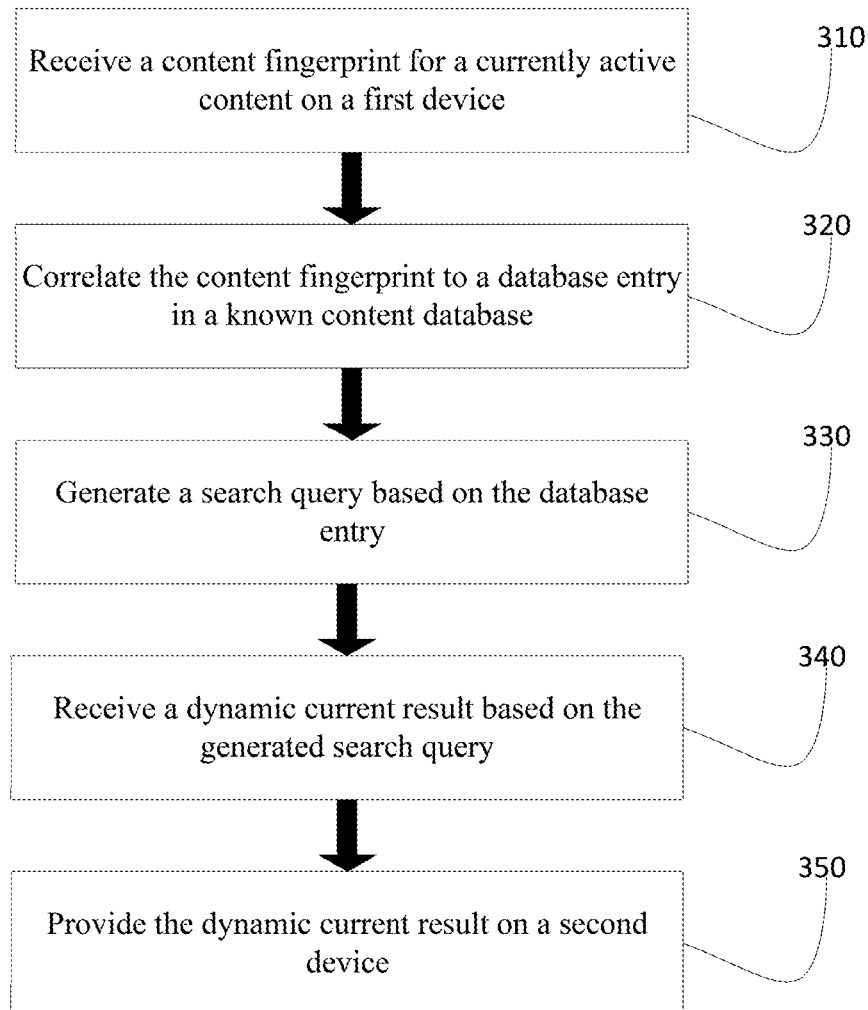 310
Receive a content fingerprint for a currently active
content on a first device
320
Correlate the content fingerprint to a database entry
in a known content database
330
Generate a search query based on the database
entry
340
Receive a dynamic current result based on the
generated search query
350
Provide the dynamic current result on a second
device